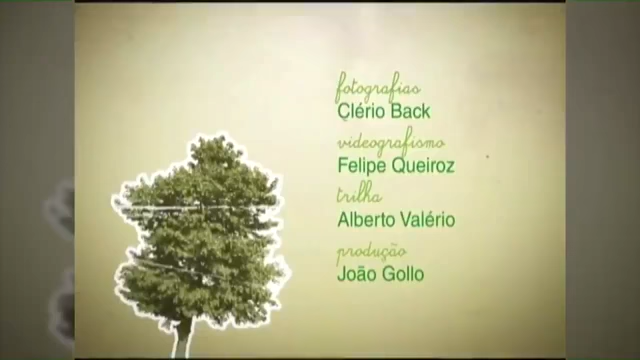 fotografias
Clério Back
videografismo
Felipe Queiroz
trilha
Alberto Valério
produção
João Gollo